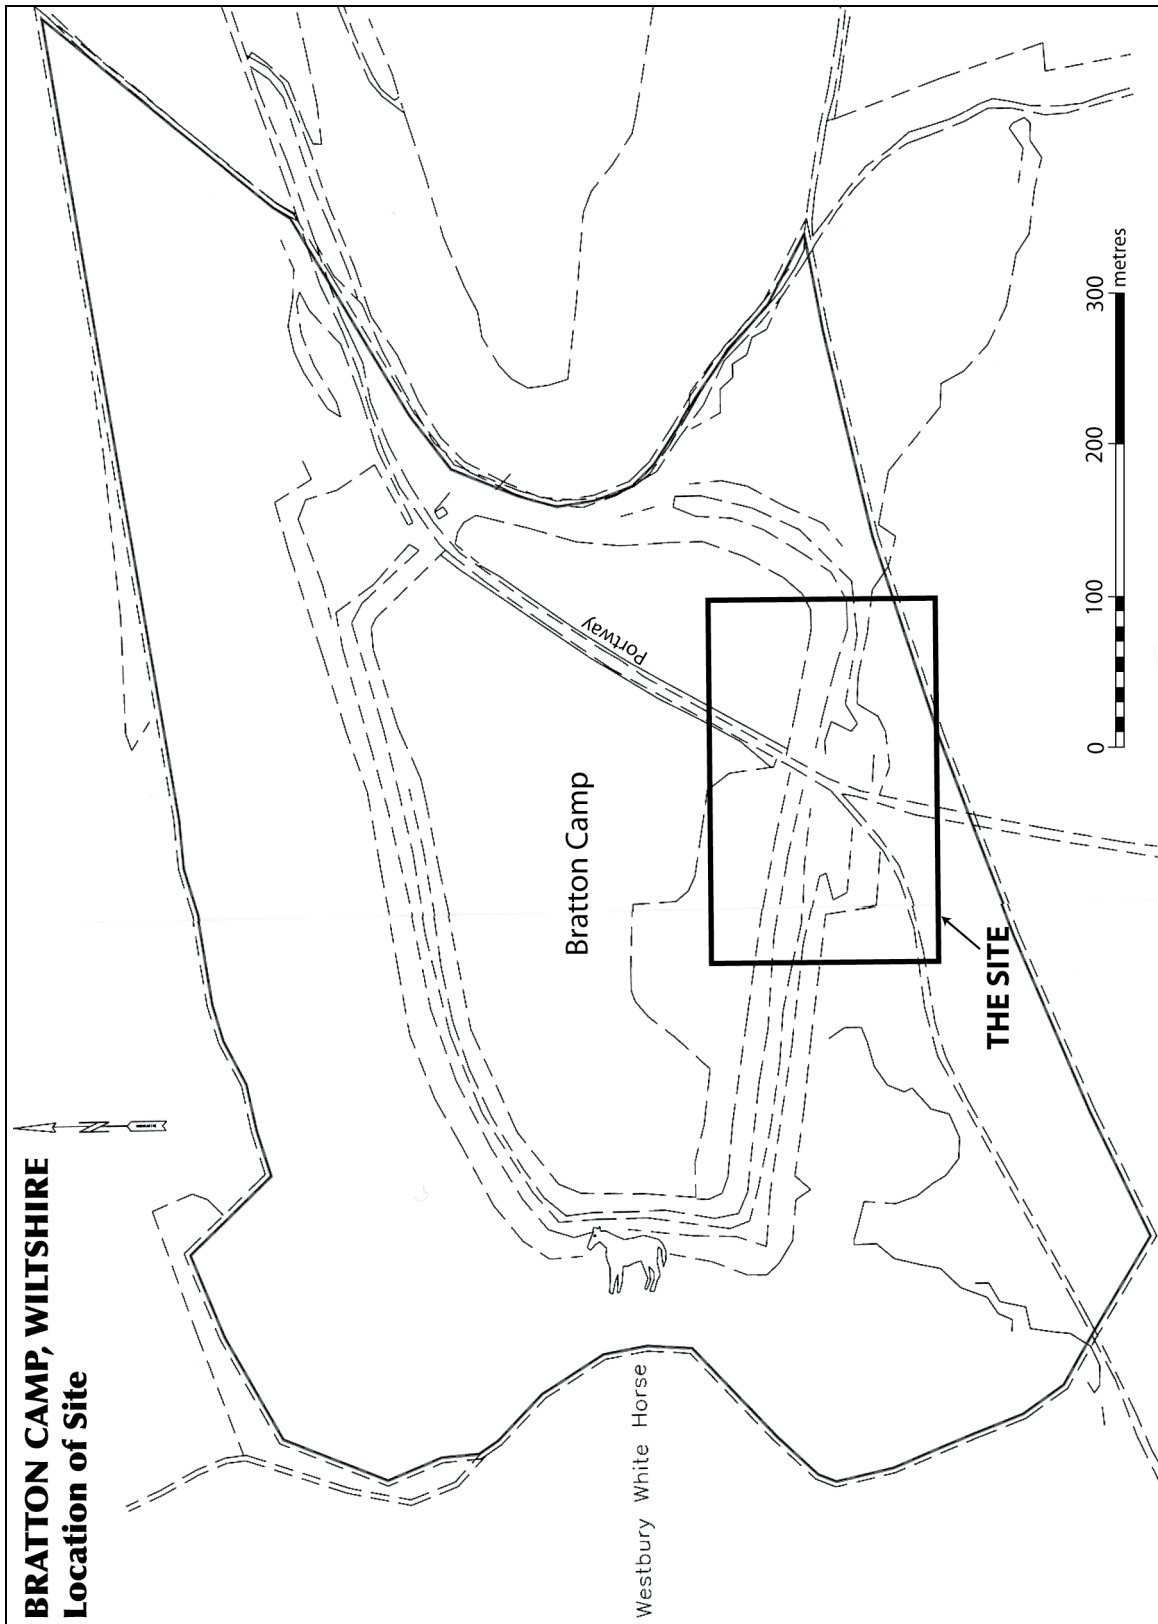 BRATTON CAMP, WILTSHIRE
Location of Site
N
Westbury White Horse
Bratton Camp
Portway
THE SITE
0 100 200 300
metres